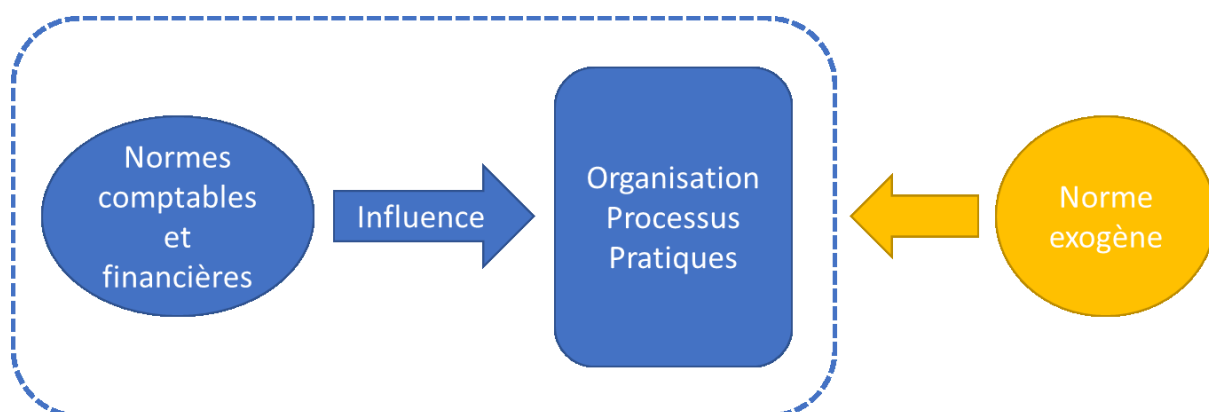 Normes
comptables
et
financières
Influence
Organisation
Processus
Pratiques
Norme
exogène